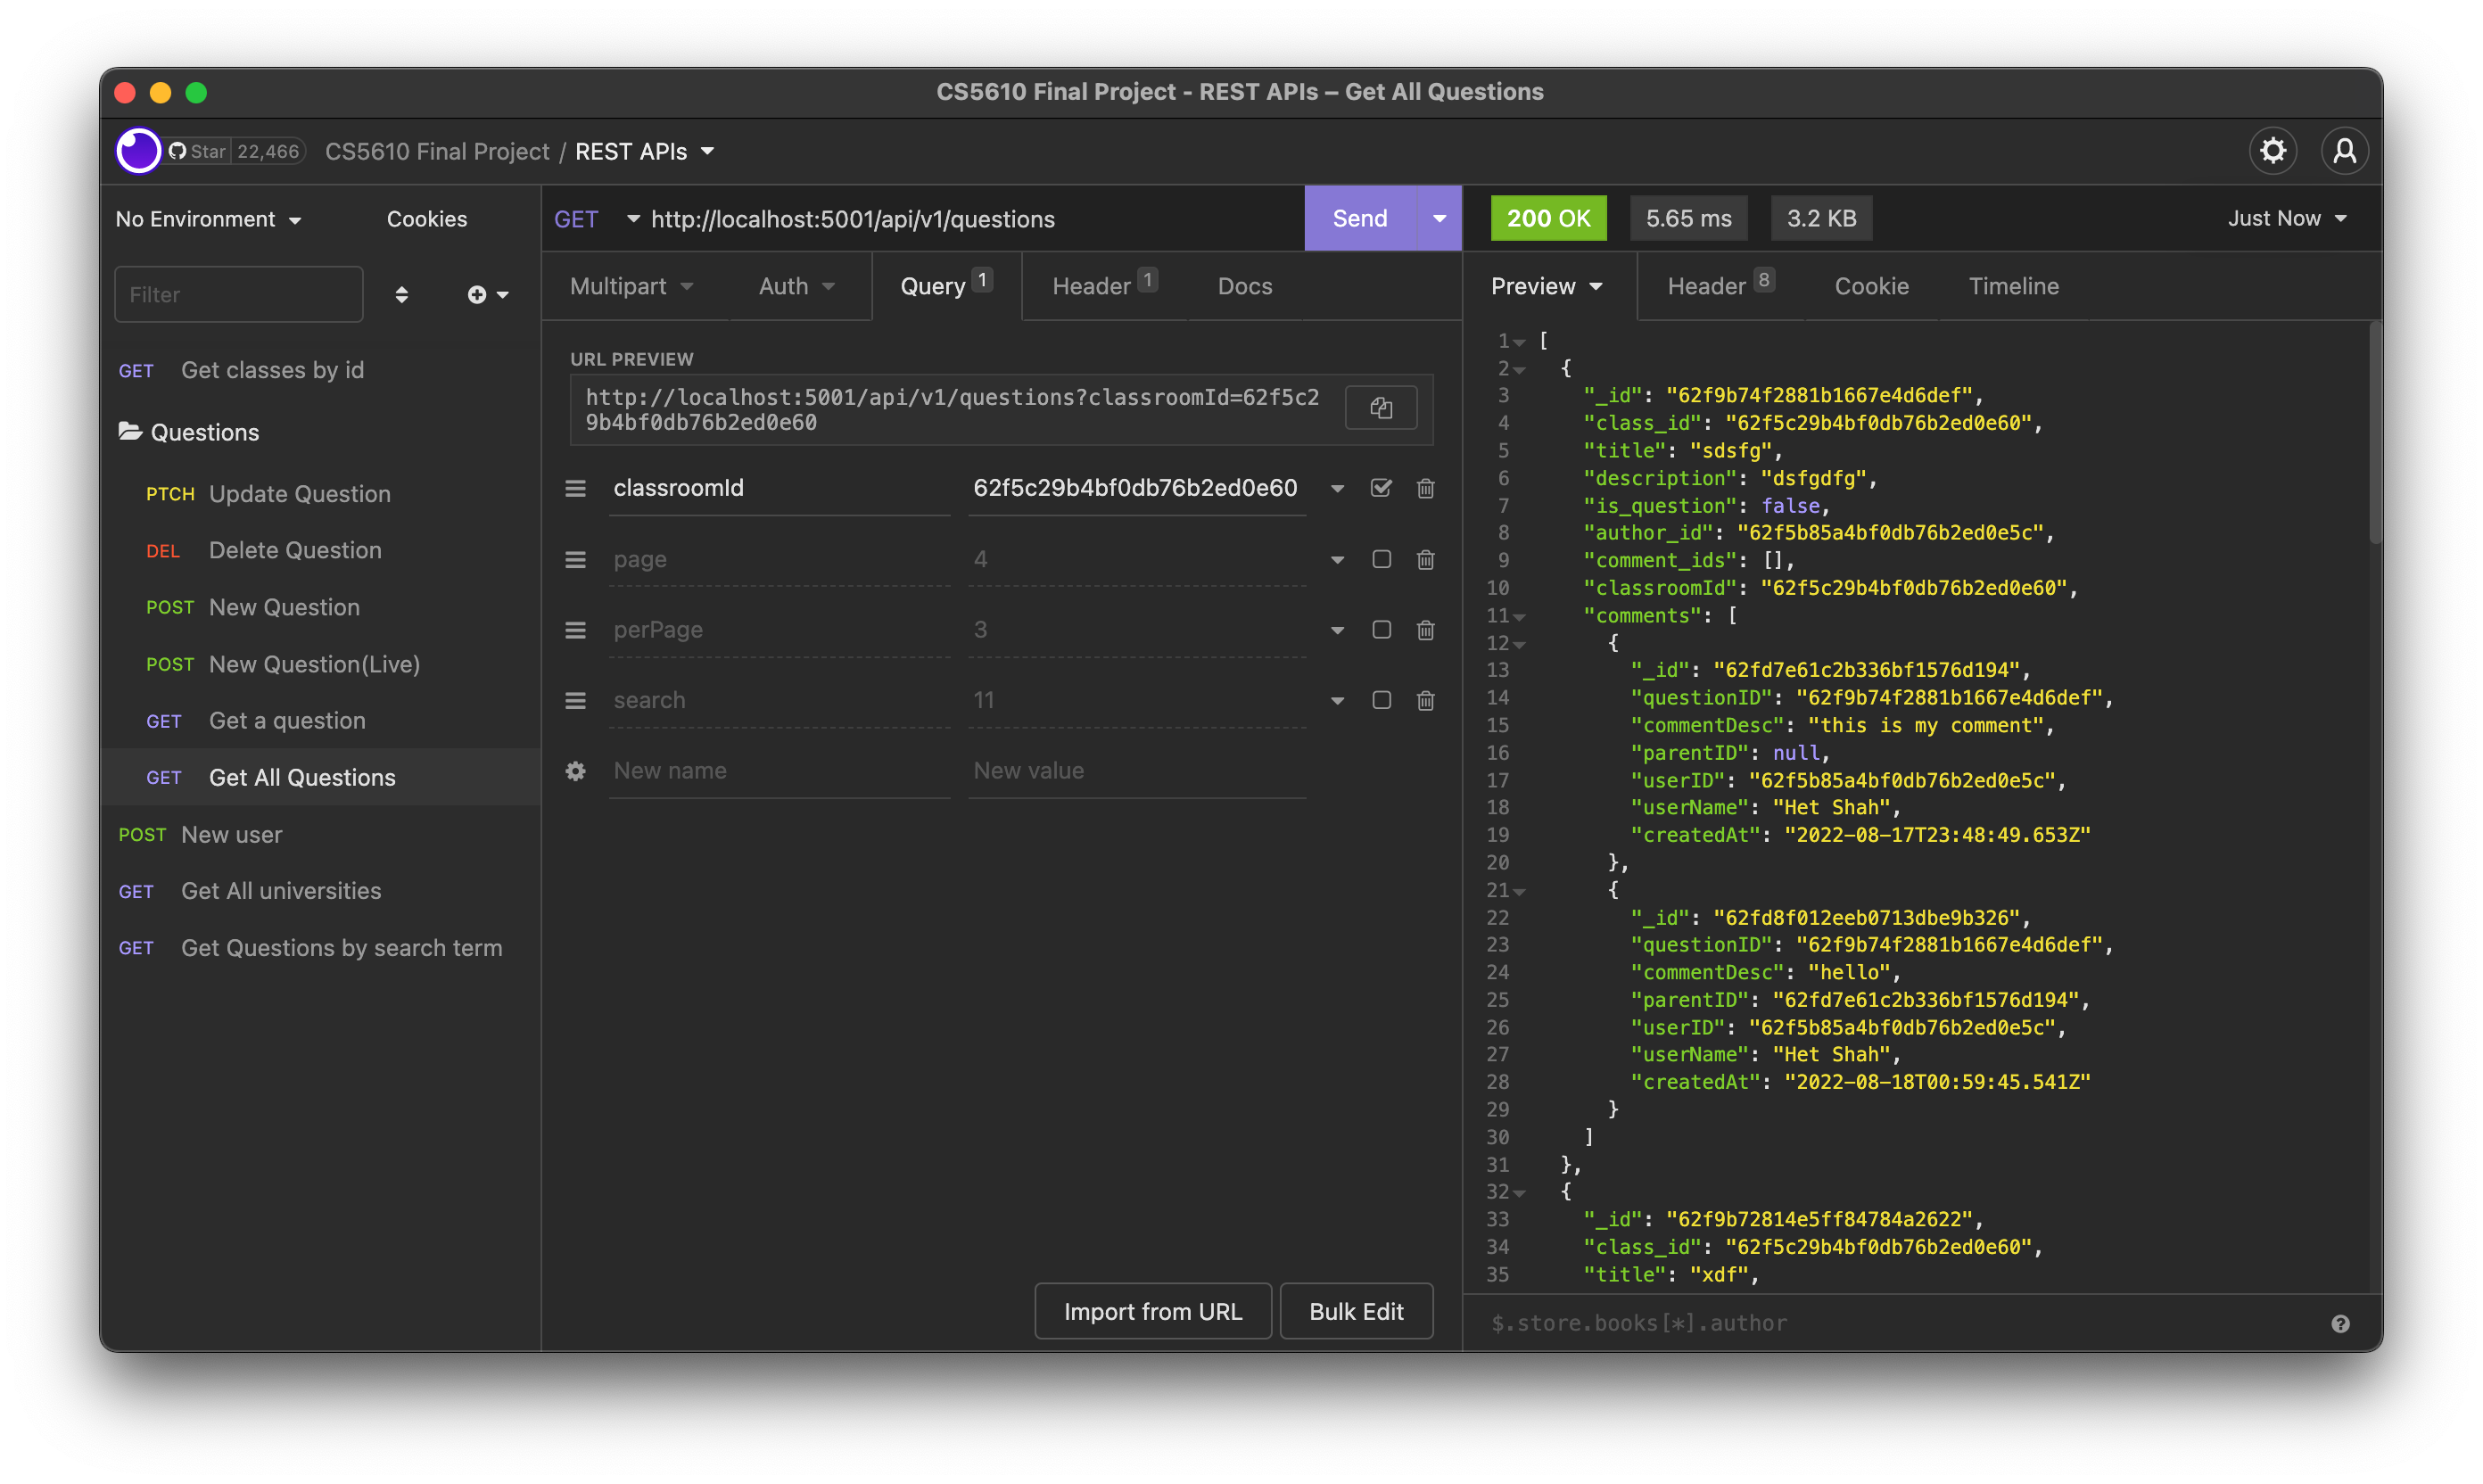 CS5610 Final Project - REST APIs – Get All Questions
Star 22,466
CS5610 Final Project / REST APIs
No Environment
Cookies
Filter
GET Get classes by id
Questions
PTCH Update Question
DEL Delete Question
POST New Question
POST New Question(Live)
GET Get a question
GET Get All Questions
POST New user
GET Get All universities
GET Get Questions by search term
GET http://localhost:5001/api/v1/questions
Send
Multipart
Auth
Query 1
Header 1
Docs
URL PREVIEW
http://localhost:5001/api/v1/questions?classroomId=62f5c2
9b4bf0db76b2ed0e60
classroomId 62f5c29b4bf0db76b2ed0e60
page 4
perPage 3
search 11
New name New value
Import from URL
Bulk Edit
200 OK
5.65 ms
3.2 KB
Just Now
Preview
Header 8
Cookie
Timeline
1 [
2 {
3 "_id": "62f9b74f2881b1667e4d6def",
4 "class_id": "62f5c29b4bf0db76b2ed0e60",
5 "title": "sdsfg",
6 "description": "dsfgdfg",
7 "is_question": false,
8 "author_id": "62f5b85a4bf0db76b2ed0e5c",
9 "comment_ids": [],
10 "classroomId": "62f5c29b4bf0db76b2ed0e60",
11 "comments": [
12 {
13 "_id": "62fd7e61c2b336bf1576d194",
14 "questionID": "62f9b74f2881b1667e4d6def",
15 "commentDesc": "this is my comment",
16 "parentID": null,
17 "userID": "62f5b85a4bf0db76b2ed0e5c",
18 "userName": "Het Shah",
19 "createdAt": "2022-08-17T23:48:49.653Z"
20 },
21 {
22 "_id": "62fd8f012eeb0713dbe9b326",
23 "questionID": "62f9b74f2881b1667e4d6def",
24 "commentDesc": "hello",
25 "parentID": "62fd7e61c2b336bf1576d194",
26 "userID": "62f5b85a4bf0db76b2ed0e5c",
27 "userName": "Het Shah",
28 "createdAt": "2022-08-18T00:59:45.541Z"
29 }
30 ]
31 },
32 {
33 "_id": "62f9b72814e5ff84784a2622",
34 "class_id": "62f5c29b4bf0db76b2ed0e60",
35 "title": "xdf",
$.store.books[*].author